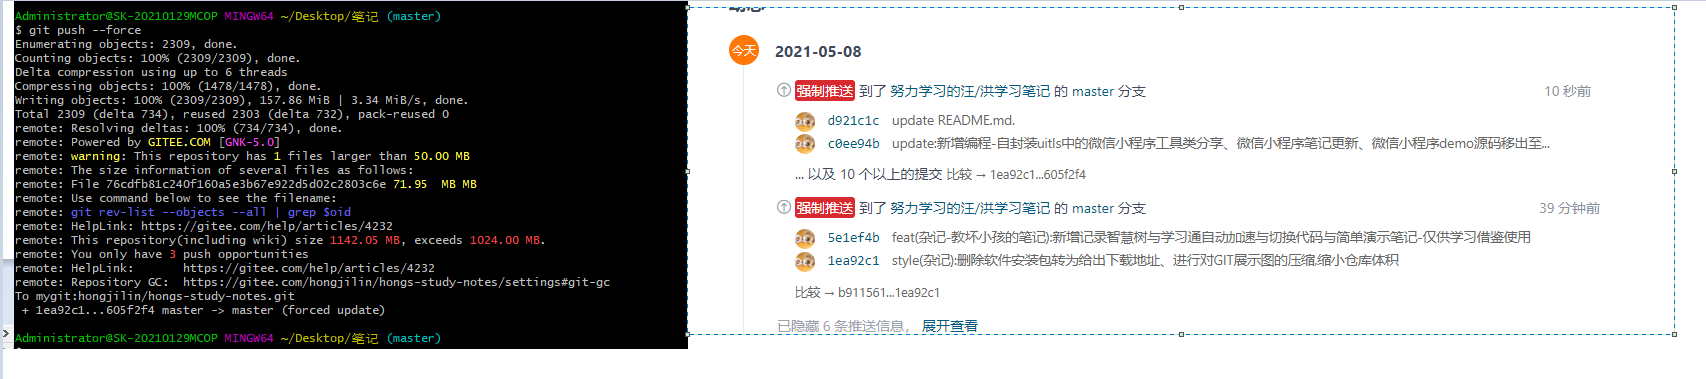 Administrator@SK-20210129MCOP MINGW64 ~/Desktop/笔记 (master)
$ git push --force
Enumerating objects: 2309, done.
Counting objects: 100% (2309/2309), done.
Delta compression using up to 6 threads
Compressing objects: 100% (1478/1478), done.
Writing objects: 100% (2309/2309), 157.86 MiB | 3.34 MiB/s, done.
Total 2309 (delta 734), reused 2303 (delta 732), pack-reused 0
remote: Resolving deltas: 100% (734/734), done.
remote: Powered by GITEE.COM [GNK-5.0]
remote: warning: This repository has 1 files larger than 50.00 MB
remote: The size information of several files as follows:
remote: File 76cdfb81c240f160a5e3b67e922d5d02c2803c6e 71.95  MB MB
remote: Use command below to see the filename:
remote: git rev-list --objects --all | grep $oid
remote: HelpLink: https://gitee.com/help/articles/4232
remote: This repository(including wiki) size 1142.05 MB, exceeds 1024.00 MB.
remote: You only have 3 push opportunities
remote: HelpLink:       https://gitee.com/help/articles/4232
remote: Repository GC:  https://gitee.com/hongjilin/hongs-study-notes/settings#git-gc
To mygit:hongjilin/hongs-study-notes.git
 + 1ea92c1...605f2f4 master -> master (forced update)
Administrator@SK-20210129MCOP MINGW64 ~/Desktop/笔记 (master)
今天 2021-05-08
强制推送 到了 努力学习的汪/洪学习笔记 的 master 分支 10 秒前
d921c1c update README.md.
c0ee94b update:新增编程-自封装uitls中的微信小程序工具类分享、微信小程序笔记更新、微信小程序demo源码移出至...
... 以及 10 个以上的提交 比较 → 1ea92c1...605f2f4
强制推送 到了 努力学习的汪/洪学习笔记 的 master 分支 39 分钟前
5e1ef4b feat(杂记-教坏小孩的笔记):新增记录智慧树与学习通自动加速与切换代码与简单演示笔记-仅供学习借鉴使用
1ea92c1 style(杂记):删除软件安装包转为给出下载地址、进行对GIT展示图的压缩,缩小仓库体积
比较 → b911561...1ea92c1
已隐藏 6 条推送信息， 展开查看